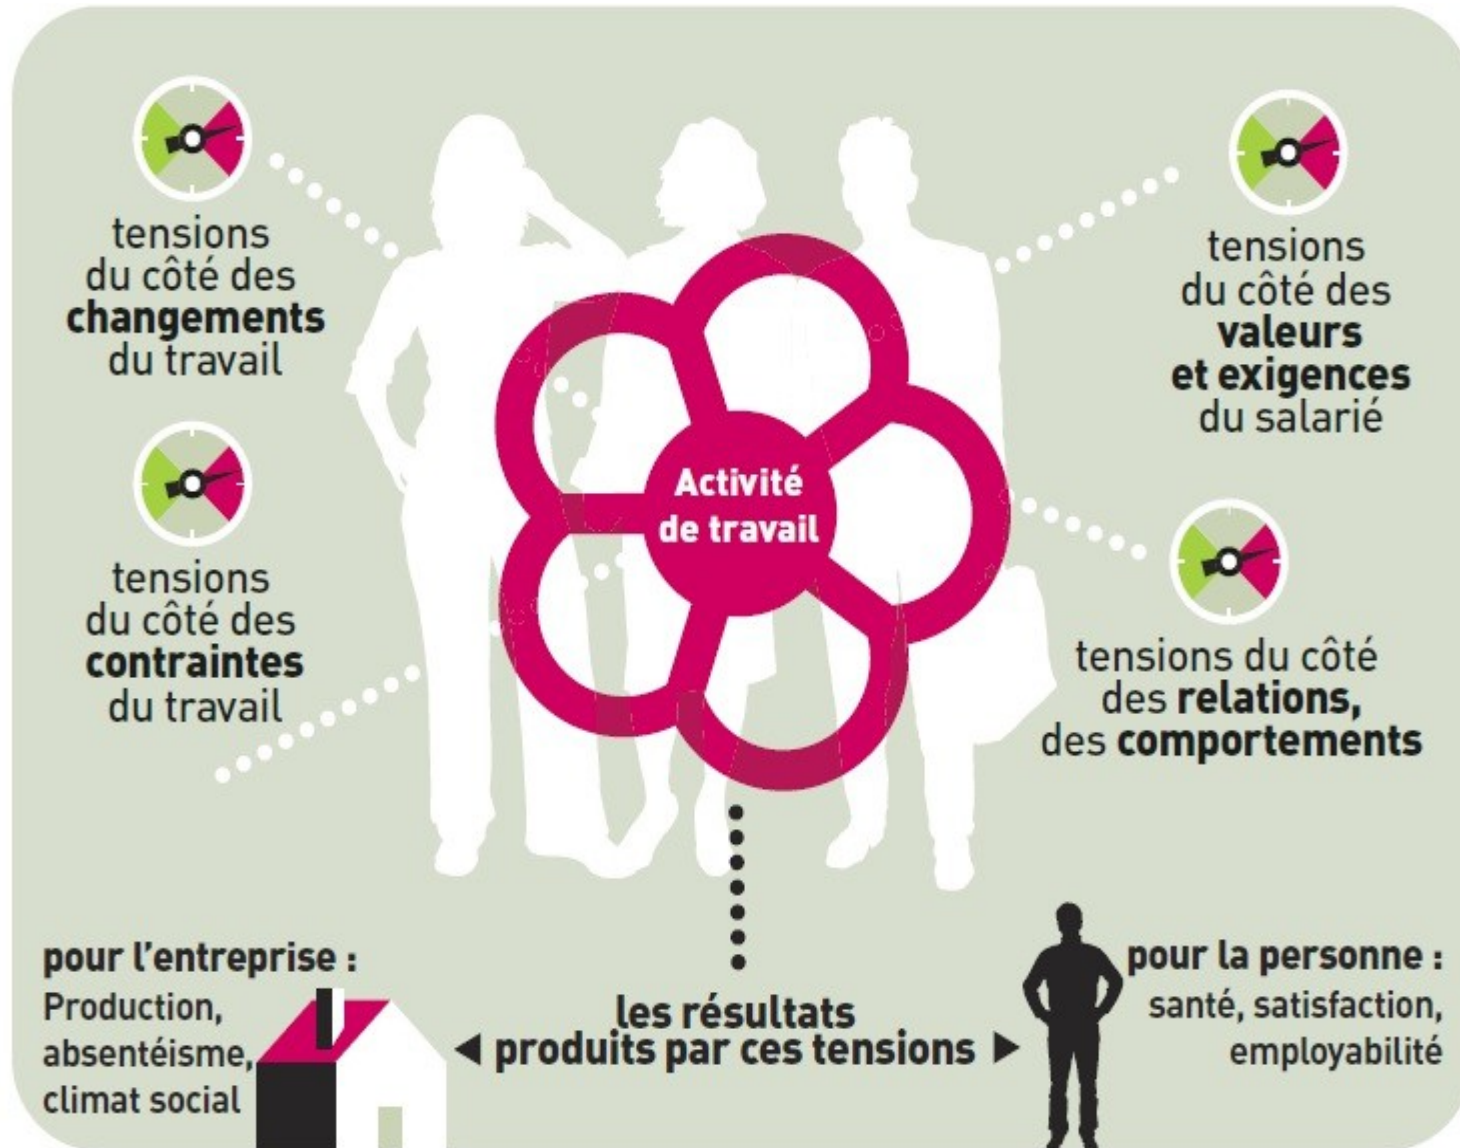 tensions
du côté des
changements
du travail
tensions
du côté des
valeurs
et exigences
du salarié
Activité
de travail
tensions
du côté des
contraintes
du travail
tensions du côté
des relations,
des comportements
pour l'entreprise :
Production,
absentéisme,
climat social
les résultats
produits par ces tensions
pour la personne :
santé, satisfaction,
employabilité